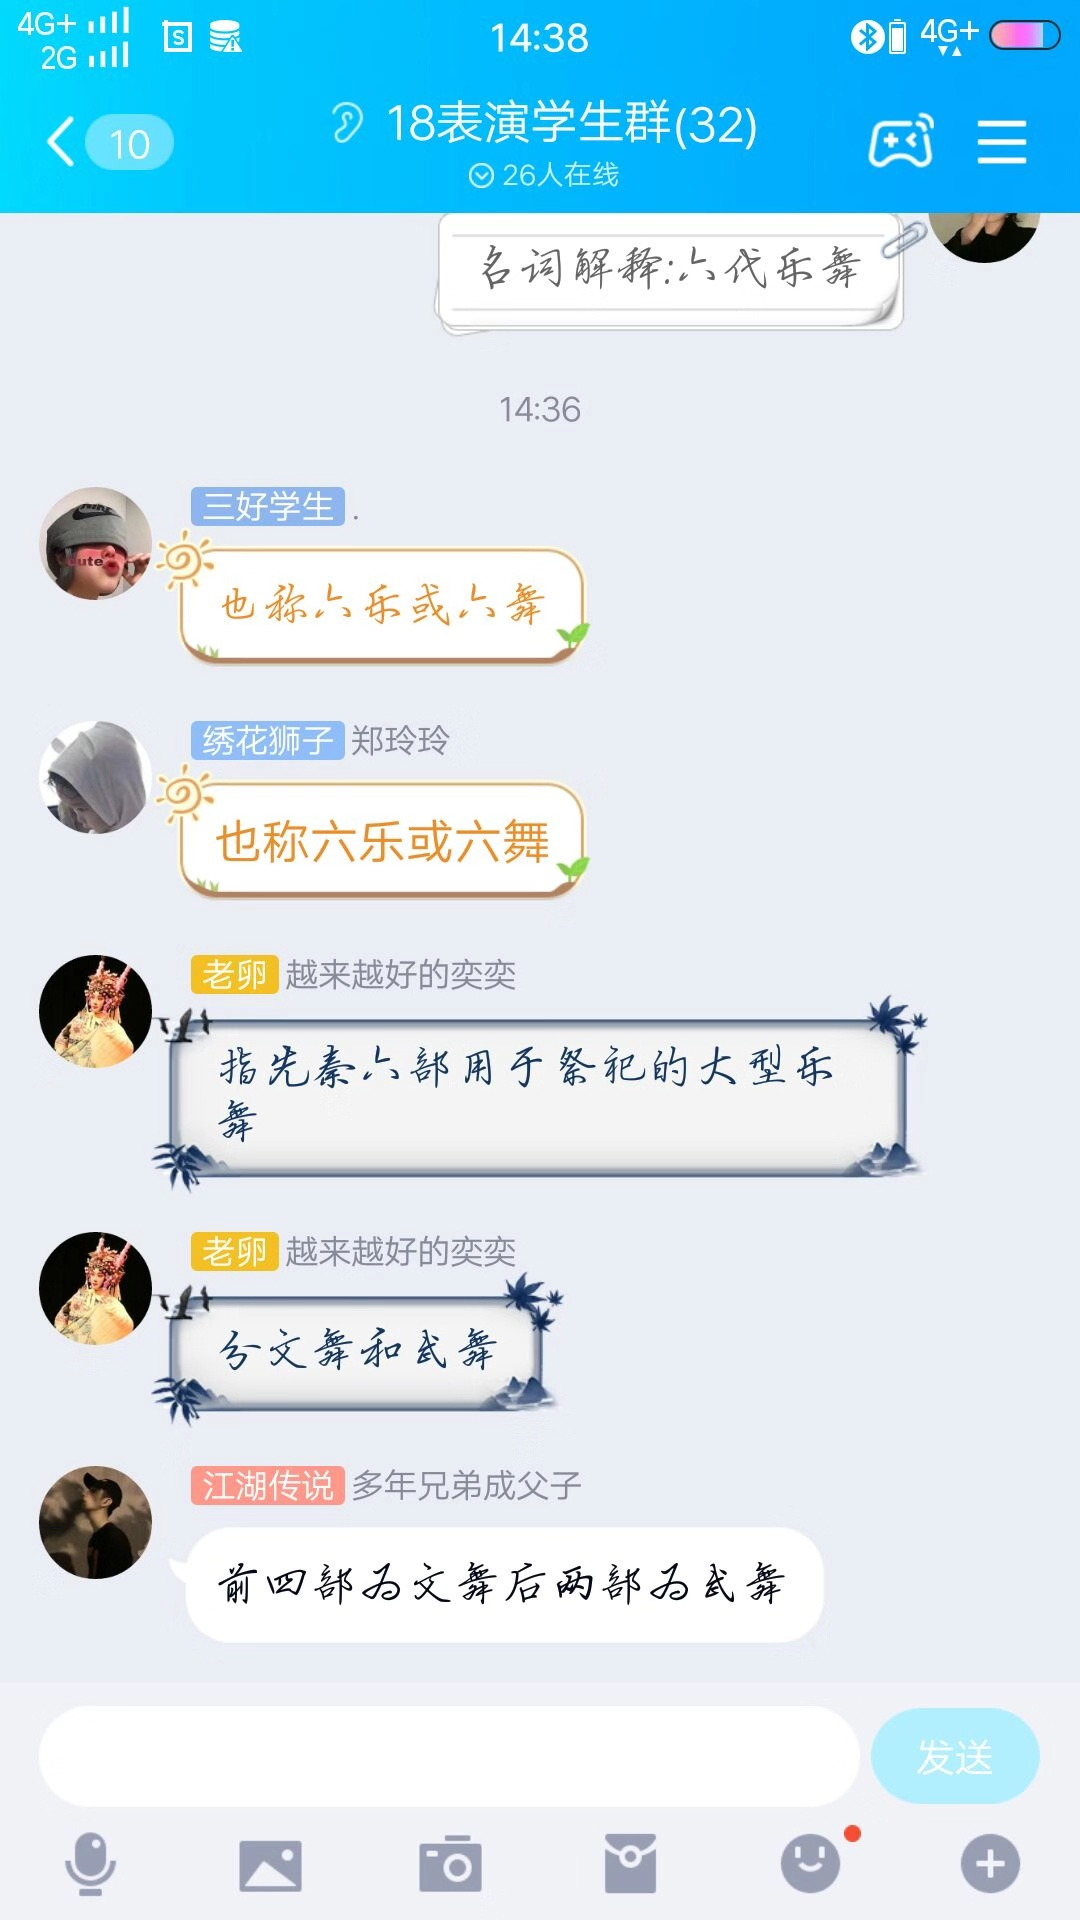 4G+
2G
14:38
4G+
10
18表演学生群(32)
26人在线
名词解释:六代乐舞
14:36
三好学生 .
也称六乐或六舞
绣花狮子 郑玲玲
也称六乐或六舞
老卵 越来越好的奕奕
指先秦六部用于祭祀的大型乐
舞
老卵 越来越好的奕奕
分文舞和武舞
江湖传说 多年兄弟成父子
前四部为文舞后两部为武舞
发送